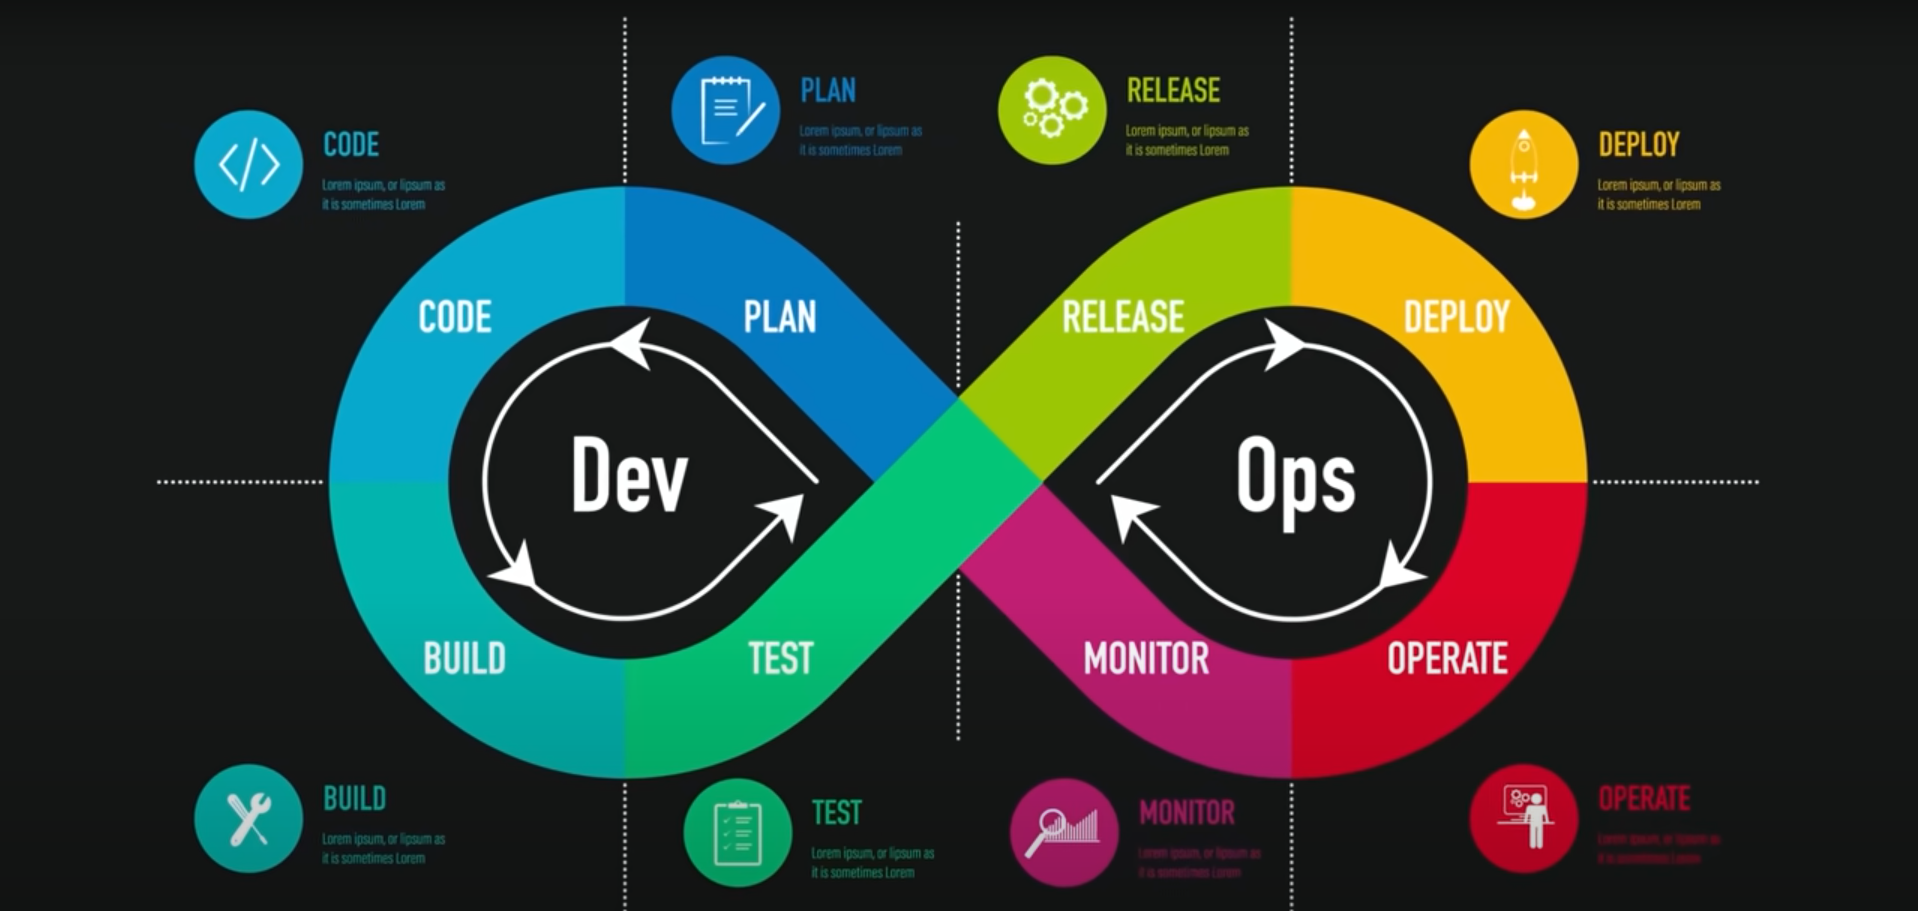 PLAN
Lorem ipsum, or lipsum as
it is sometimes Lorem
RELEASE
Lorem ipsum, or lipsum as
it is sometimes Lorem
CODE
Lorem ipsum, or lipsum as
it is sometimes Lorem
DEPLOY
Lorem ipsum, or lipsum as
it is sometimes Lorem
CODE
PLAN
RELEASE
DEPLOY
Dev
Ops
BUILD
TEST
MONITOR
OPERATE
BUILD
Lorem ipsum, or lipsum as
it is sometimes Lorem
TEST
Lorem ipsum, or lipsum as
it is sometimes Lorem
MONITOR
Lorem ipsum, or lipsum as
it is sometimes Lorem
OPERATE